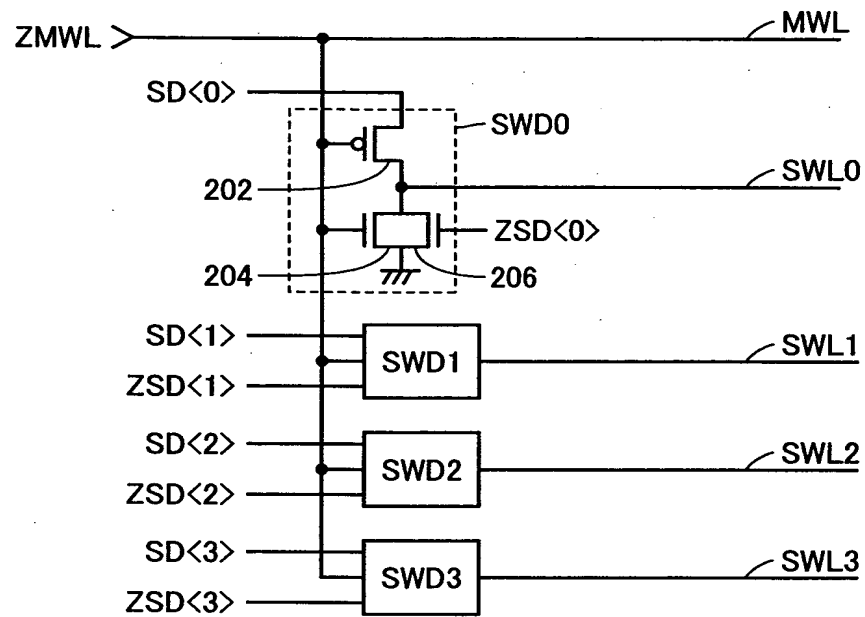 ZMWL MWL
SD<0>
SWD0
202
SWL0
ZSD<0>
204 206
SD<1>
SWD1 SWL1
ZSD<1>
SD<2>
SWD2 SWL2
ZSD<2>
SD<3>
SWD3 SWL3
ZSD<3>